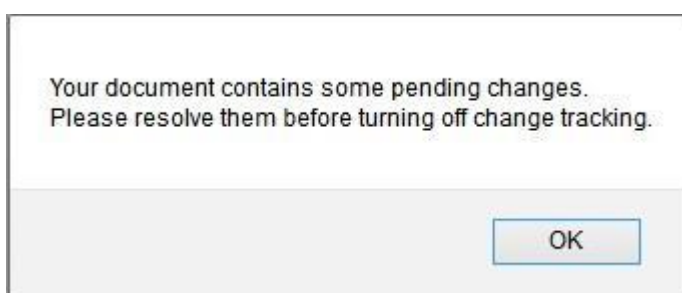 Your document contains some pending changes.
Please resolve them before turning off change tracking.
OK